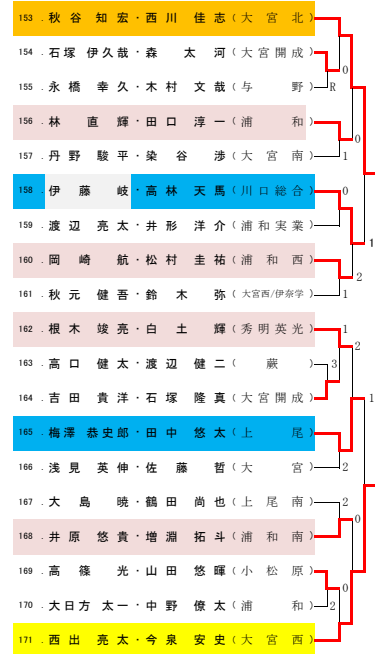 153 . 秋 谷 知 宏 ・ 西 川 佳 志 ( 大 宮 北 )
154 . 石 塚 伊 久 哉 ・ 森 太 河 ( 大 宮 開 成 )
0
155 . 永 橋 幸 久 ・ 木 村 文 哉 ( 与 野 ) R
156 . 林 直 輝 ・ 田 口 淳 一 ( 浦 和 ) 0
157 . 丹 野 駿 平 ・ 染 谷 渉 ( 大 宮 南 ) 1
158 . 伊 藤 岐 ・ 高 林 天 馬 ( 川 口 総 合 ) 0
159 . 渡 辺 亮 太 ・ 井 形 洋 介 ( 浦 和 実 業 )
1
160 . 岡 崎 航 ・ 松 村 圭 祐 ( 浦 和 西 ) 2
161 . 秋 元 健 吾 ・ 鈴 木 弥 ( 大宮西/伊奈学 ) 1
162 . 根 木 竣 亮 ・ 白 土 輝 ( 秀 明 英 光 ) 1
2
163 . 高 口 健 太 ・ 渡 辺 健 二 ( 蕨 ) 3
164 . 吉 田 貴 洋 ・ 石 塚 隆 真 ( 大 宮 開 成 ) 1
165 . 梅 澤 恭 史 郎 ・ 田 中 悠 太 ( 上 尾 )
166 . 浅 見 英 伸 ・ 佐 藤 哲 ( 大 宮 ) 2
167 . 大 島 暁 ・ 鶴 田 尚 也 ( 上 尾 南 ) 2
0
168 . 井 原 悠 貴 ・ 増 淵 拓 斗 ( 浦 和 南 )
169 . 高 篠 光 ・ 山 田 悠 暉 ( 小 松 原 ) 0
170 . 大 日 方 太 一 ・ 中 野 僚 太 ( 浦 和 ) 2
171 . 西 出 亮 太 ・ 今 泉 安 史 ( 大 宮 西 )